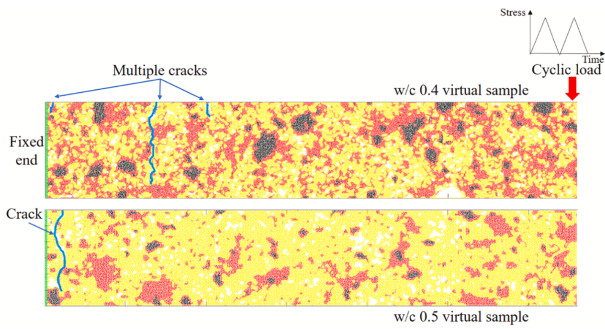 Stress
Time
Cyclic load
Multiple cracks
w/c 0.4 virtual sample
Fixed
end
Crack
w/c 0.5 virtual sample